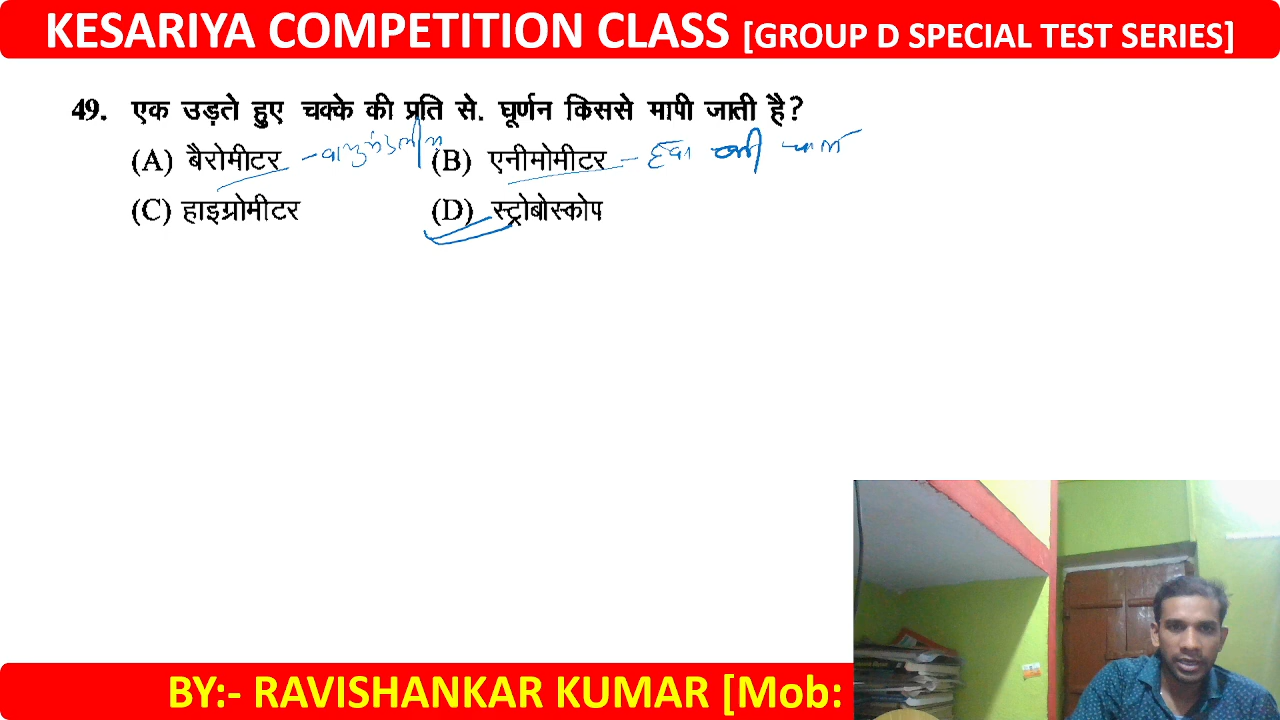 KESARIYA COMPETITION CLASS [GROUP D SPECIAL TEST SERIES]
49. एक उड़ते हुए चक्के की प्रति से. घूर्णन किससे मापी जाती है?
(A) बैरोमीटर (B) एनीमोमीटर - हवा की चाल
(C) हाइग्रोमीटर (D) स्ट्रोबोस्कोप
BY:- RAVISHANKAR KUMAR [Mob: